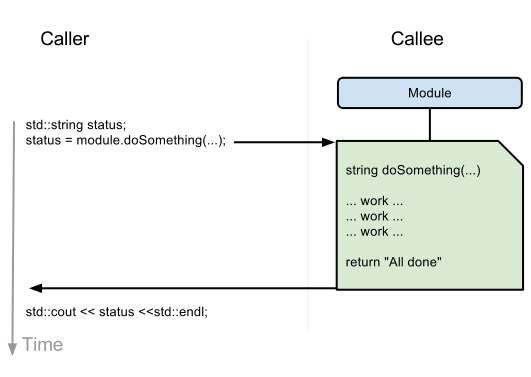 Caller
Callee
Module
std::string status;
status = module.doSomething(...);
string doSomething(...)
... work ...
... work ...
... work ...
return "All done"
std::cout << status <<std::endl;
Time